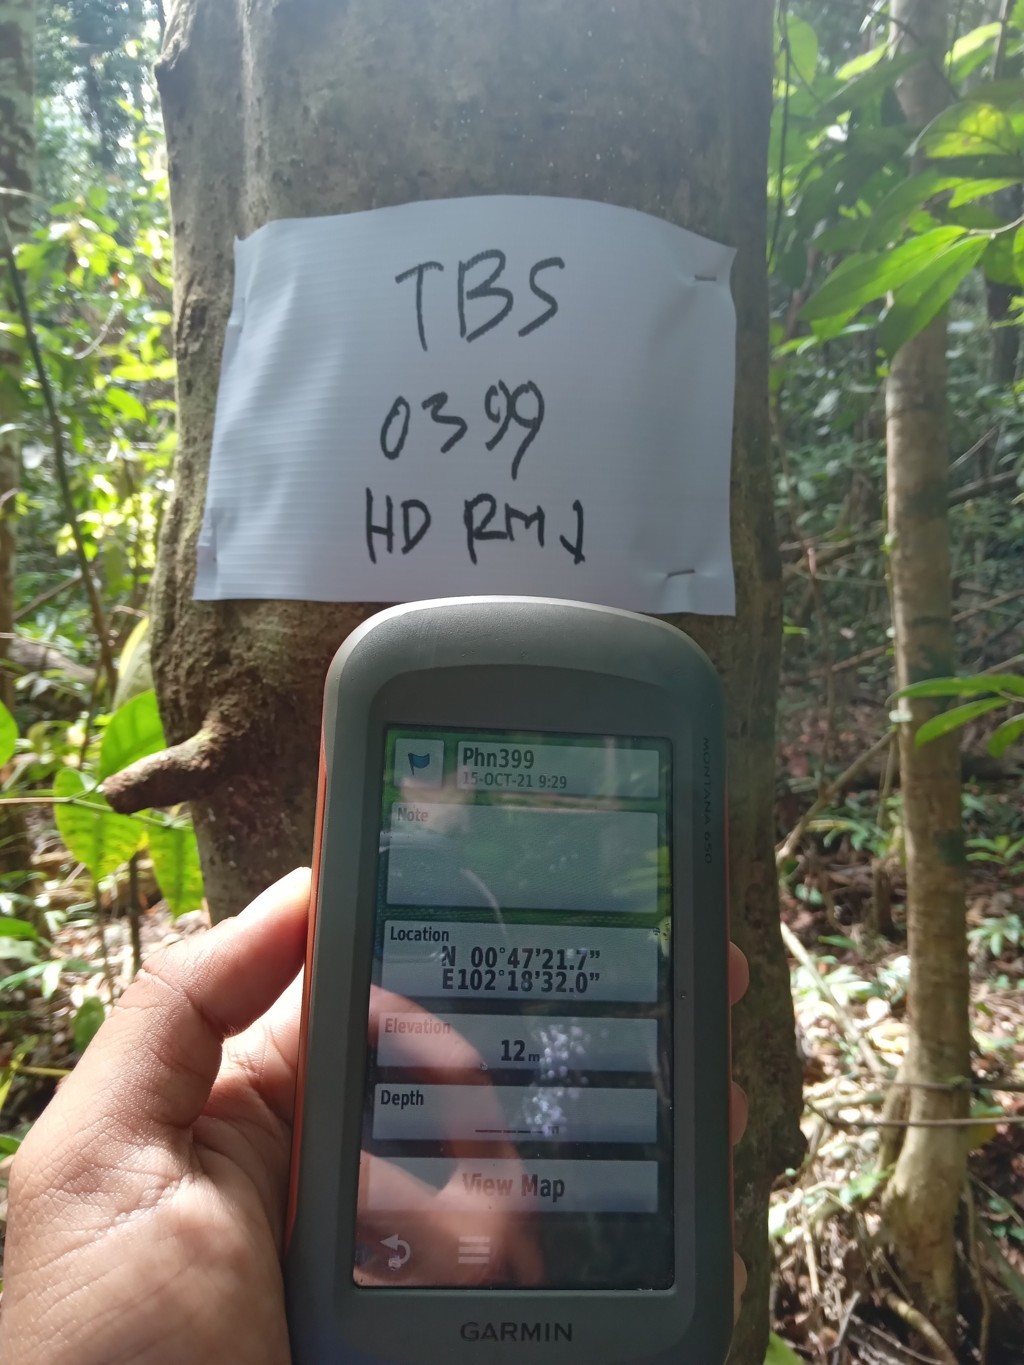 TBS
0399
HD RMJ
MONTANA 650
Phn399
15-OCT-21 9:29
Note
Location
N 00°47'21.7"
E102°18'32.0"
Elevation
12m
Depth
____m
View Map
GARMIN